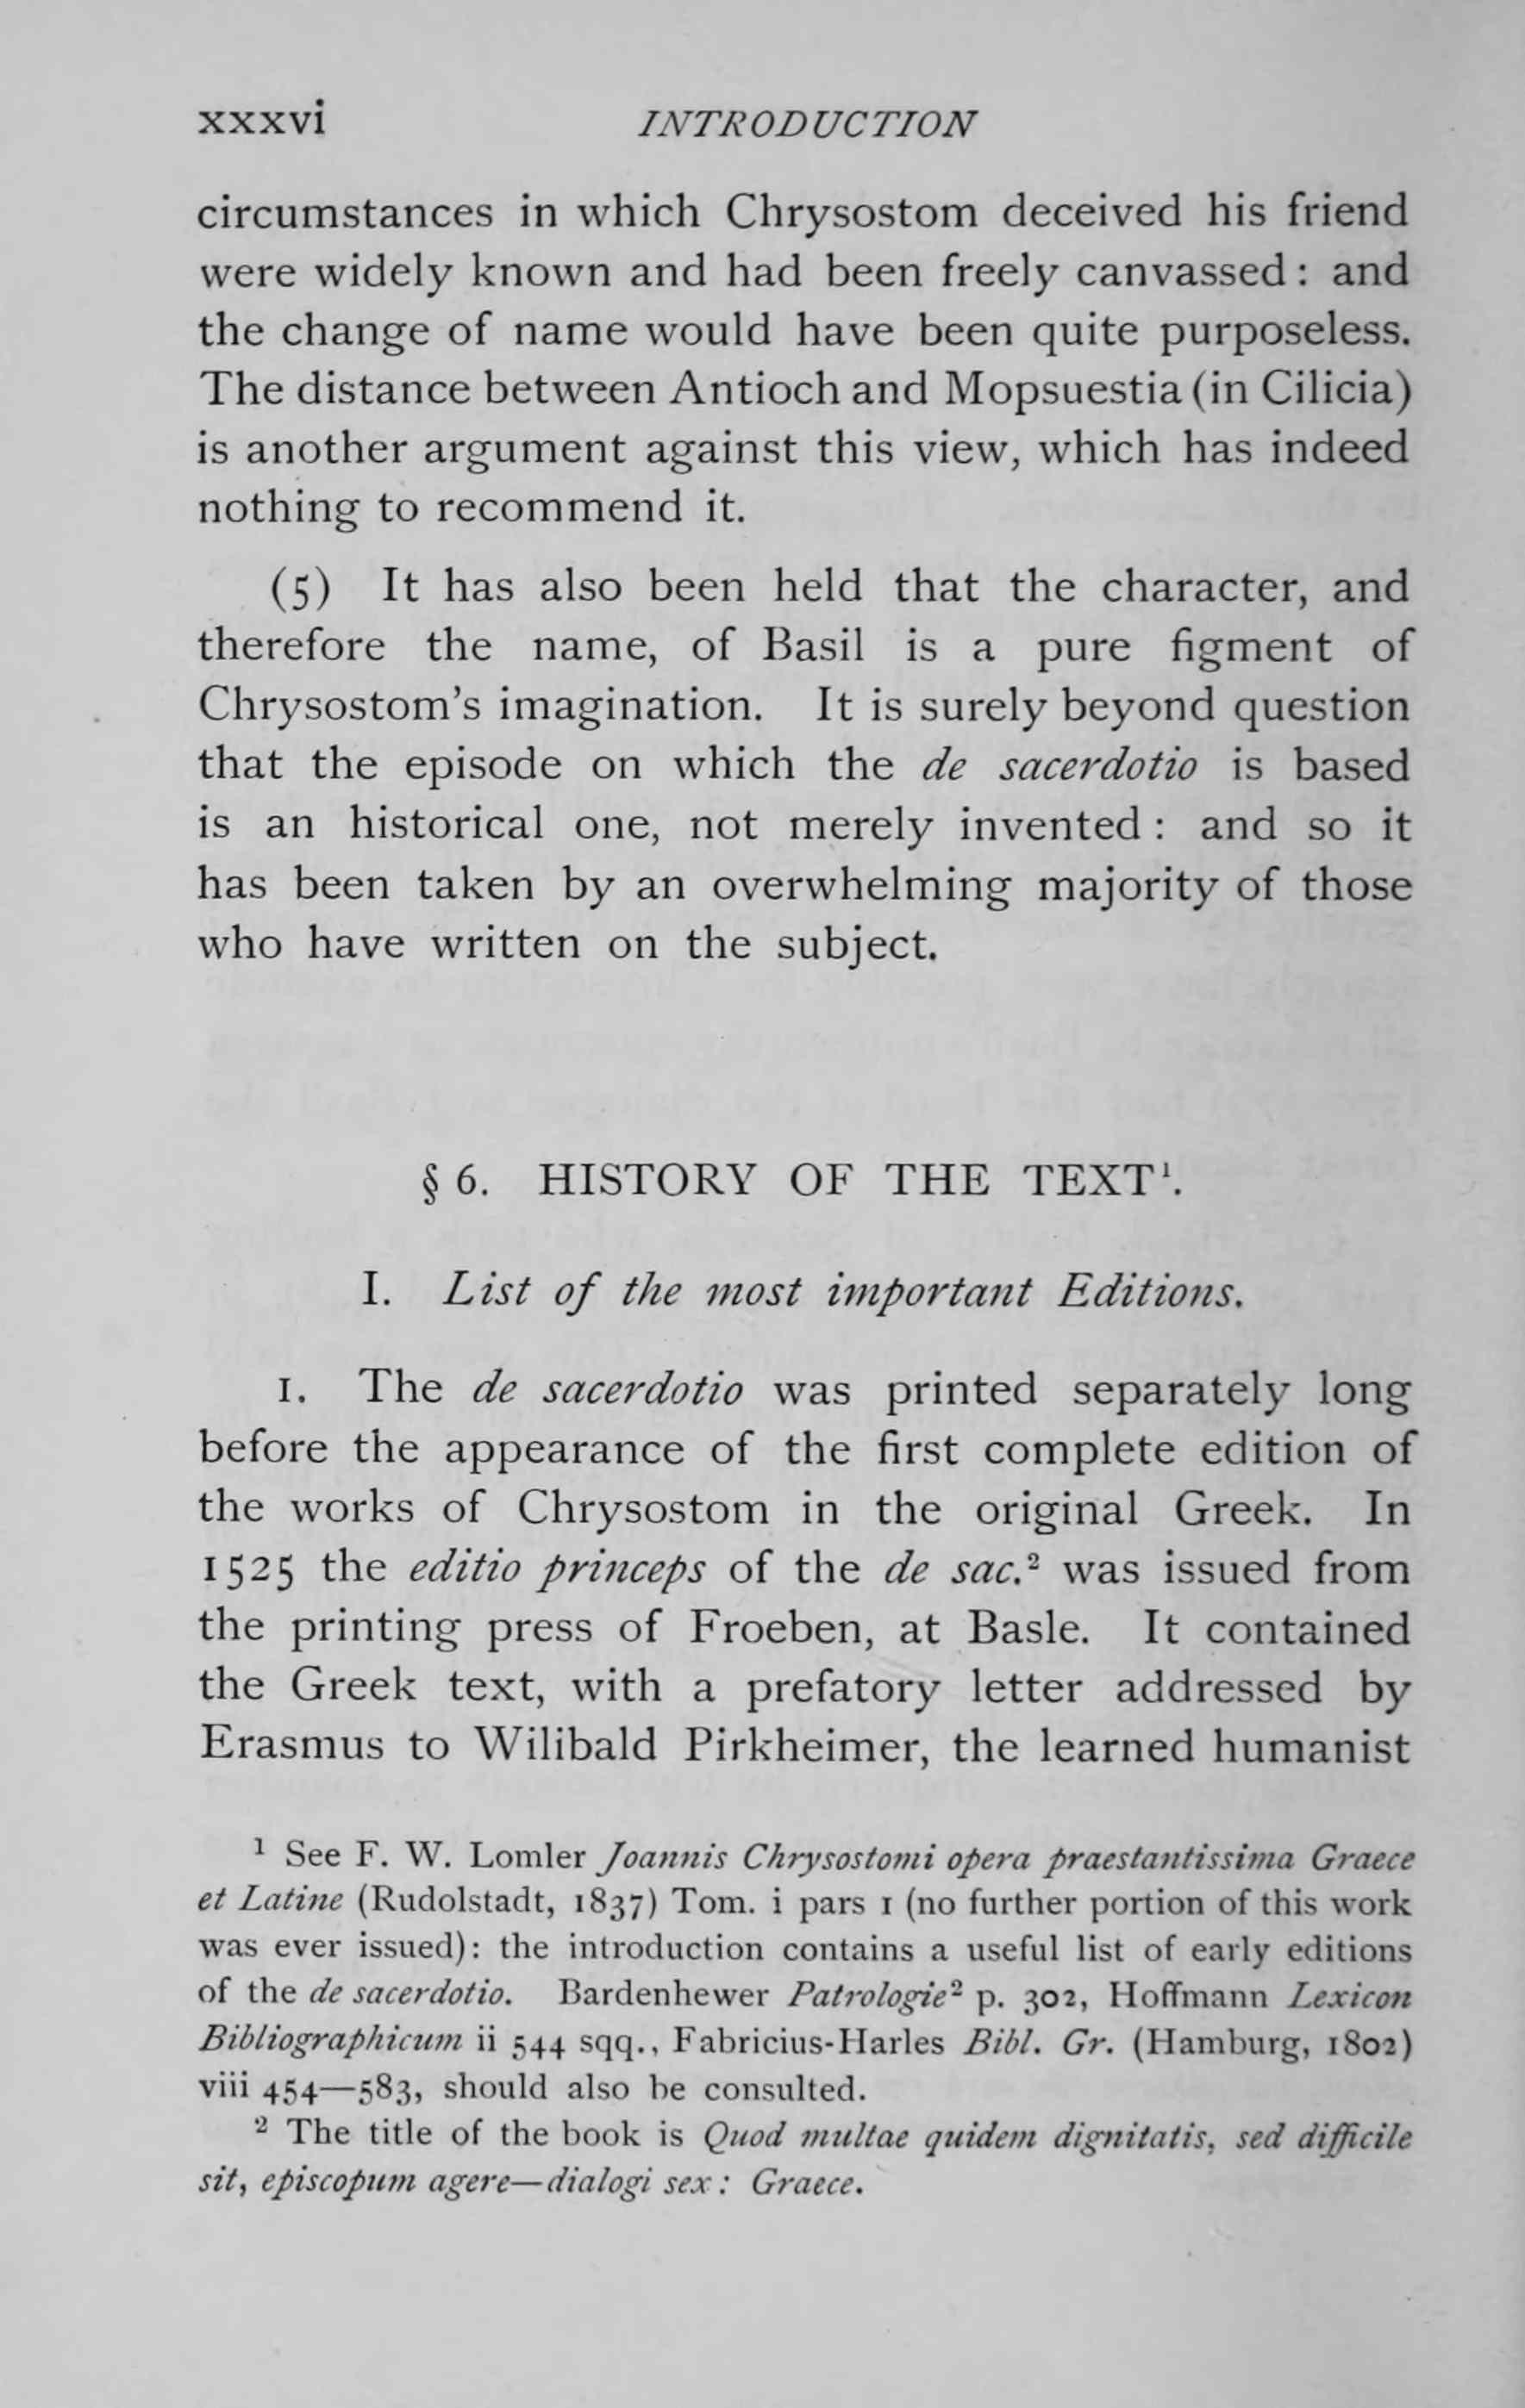 xxxvi INTRODUCTION
circumstances in which Chrysostom deceived his friend
were widely known and had been freely canvassed : and
the change of name would have been quite purposeless.
The distance between Antioch and Mopsuestia (in Cilicia)
is another argument against this view, which has indeed
nothing to recommend it.
(5) It has also been held that the character, and
therefore the name, of Basil is a pure figment of
Chrysostom's imagination. It is surely beyond question
that the episode on which the de sacerdotio is based
is an historical one, not merely invented : and so it
has been taken by an overwhelming majority of those
who have written on the subject.
§ 6. HISTORY OF THE TEXT¹.
I. List of the most important Editions.
1. The de sacerdotio was printed separately long
before the appearance of the first complete edition of
the works of Chrysostom in the original Greek. In
1525 the editio princeps of the de sac.² was issued from
the printing press of Froeben, at Basle. It contained
the Greek text, with a prefatory letter addressed by
Erasmus to Wilibald Pirkheimer, the learned humanist
¹ See F. W. Lomler Joannis Chrysostomi opera praestantissima Graece
et Latine (Rudolstadt, 1837) Tom. i pars 1 (no further portion of this work
was ever issued): the introduction contains a useful list of early editions
of the de sacerdotio. Bardenhewer Patrologie² p. 302, Hoffmann Lexicon
Bibliographicum ii 544 sqq., Fabricius-Harles Bibl. Gr. (Hamburg, 1802)
viii 454—583, should also be consulted.
² The title of the book is Quod multae quidem dignitatis, sed difficile
sit, episcopum agere—dialogi sex : Graece.